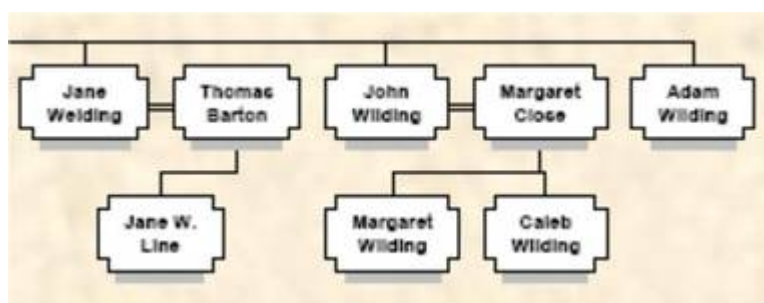 Jane
Welding
Thomas
Barton
John
Wilding
Margaret
Close
Adam
Wilding
Jane W.
Line
Margaret
Wilding
Caleb
Wilding